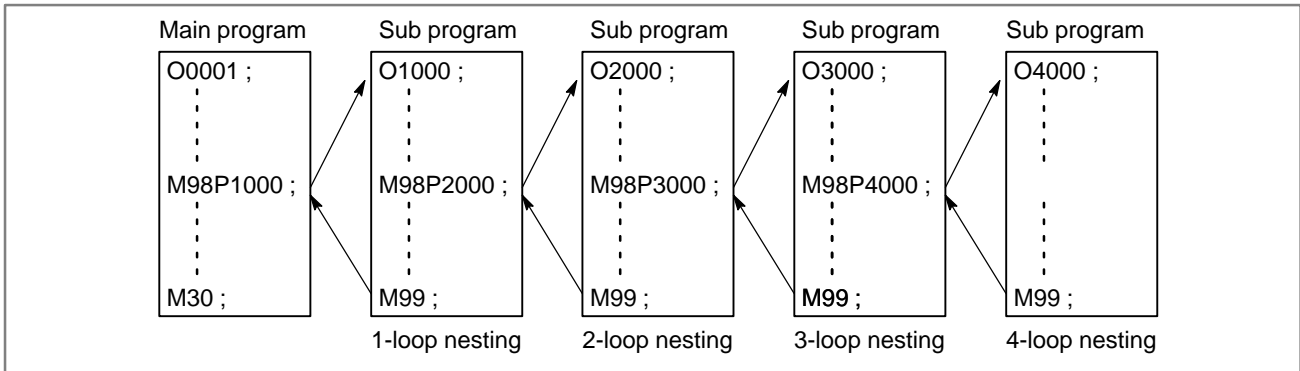 Main program
O0001 ;
M98P1000 ;
M30 ;
Sub program
O1000 ;
M98P2000 ;
M99 ;
1-loop nesting
Sub program
O2000 ;
M98P3000 ;
M99 ;
2-loop nesting
Sub program
O3000 ;
M98P4000 ;
M99 ;
3-loop nesting
Sub program
O4000 ;
M99 ;
4-loop nesting